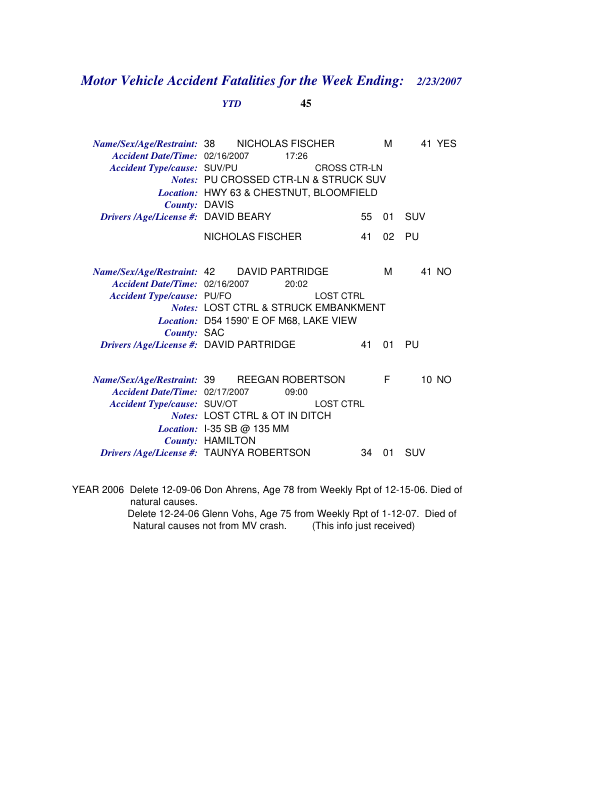 Motor Vehicle Accident Fatalities for the Week Ending: 2/23/2007
YTD 45
Name/Sex/Age/Restraint: 38 NICHOLAS FISCHER M 41 YES
Accident Date/Time: 02/16/2007 17:26
Accident Type/cause: SUV/PU CROSS CTR-LN
Notes: PU CROSSED CTR-LN & STRUCK SUV
Location: HWY 63 & CHESTNUT, BLOOMFIELD
County: DAVIS
Drivers /Age/License #: DAVID BEARY 55 01 SUV
NICHOLAS FISCHER 41 02 PU
Name/Sex/Age/Restraint: 42 DAVID PARTRIDGE M 41 NO
Accident Date/Time: 02/16/2007 20:02
Accident Type/cause: PU/FO LOST CTRL
Notes: LOST CTRL & STRUCK EMBANKMENT
Location: D54 1590' E OF M68, LAKE VIEW
County: SAC
Drivers /Age/License #: DAVID PARTRIDGE 41 01 PU
Name/Sex/Age/Restraint: 39 REEGAN ROBERTSON F 10 NO
Accident Date/Time: 02/17/2007 09:00
Accident Type/cause: SUV/OT LOST CTRL
Notes: LOST CTRL & OT IN DITCH
Location: I-35 SB @ 135 MM
County: HAMILTON
Drivers /Age/License #: TAUNYA ROBERTSON 34 01 SUV
YEAR 2006 Delete 12-09-06 Don Ahrens, Age 78 from Weekly Rpt of 12-15-06. Died of
natural causes.
Delete 12-24-06 Glenn Vohs, Age 75 from Weekly Rpt of 1-12-07. Died of
Natural causes not from MV crash. (This info just received)